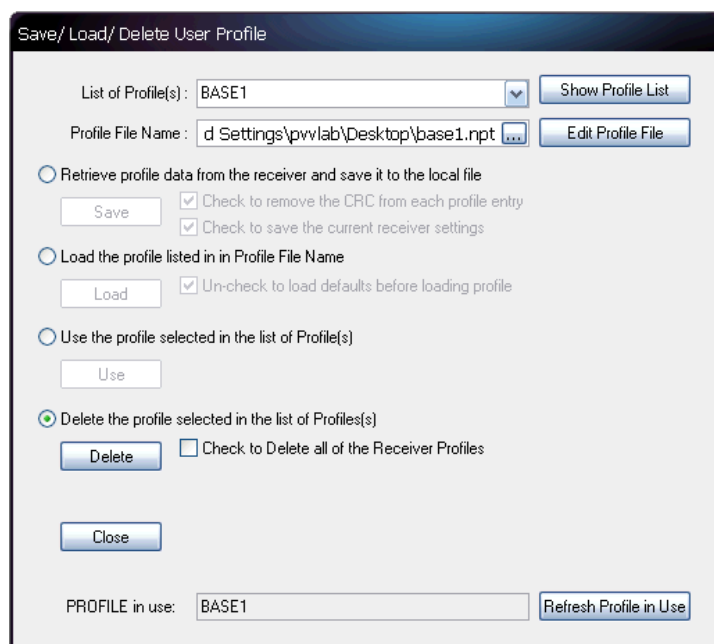 Save/ Load/ Delete User Profile
List of Profile(s) : BASE1 Show Profile List
Profile File Name : d Settings\pvvlab\Desktop\base1.npt ... Edit Profile File
Retrieve profile data from the receiver and save it to the local file
Save Check to remove the CRC from each profile entry
Check to save the current receiver settings
Load the profile listed in in Profile File Name
Load Un-check to load defaults before loading profile
Use the profile selected in the list of Profile(s)
Use
Delete the profile selected in the list of Profiles(s)
Delete Check to Delete all of the Receiver Profiles
Close
PROFILE in use: BASE1 Refresh Profile in Use